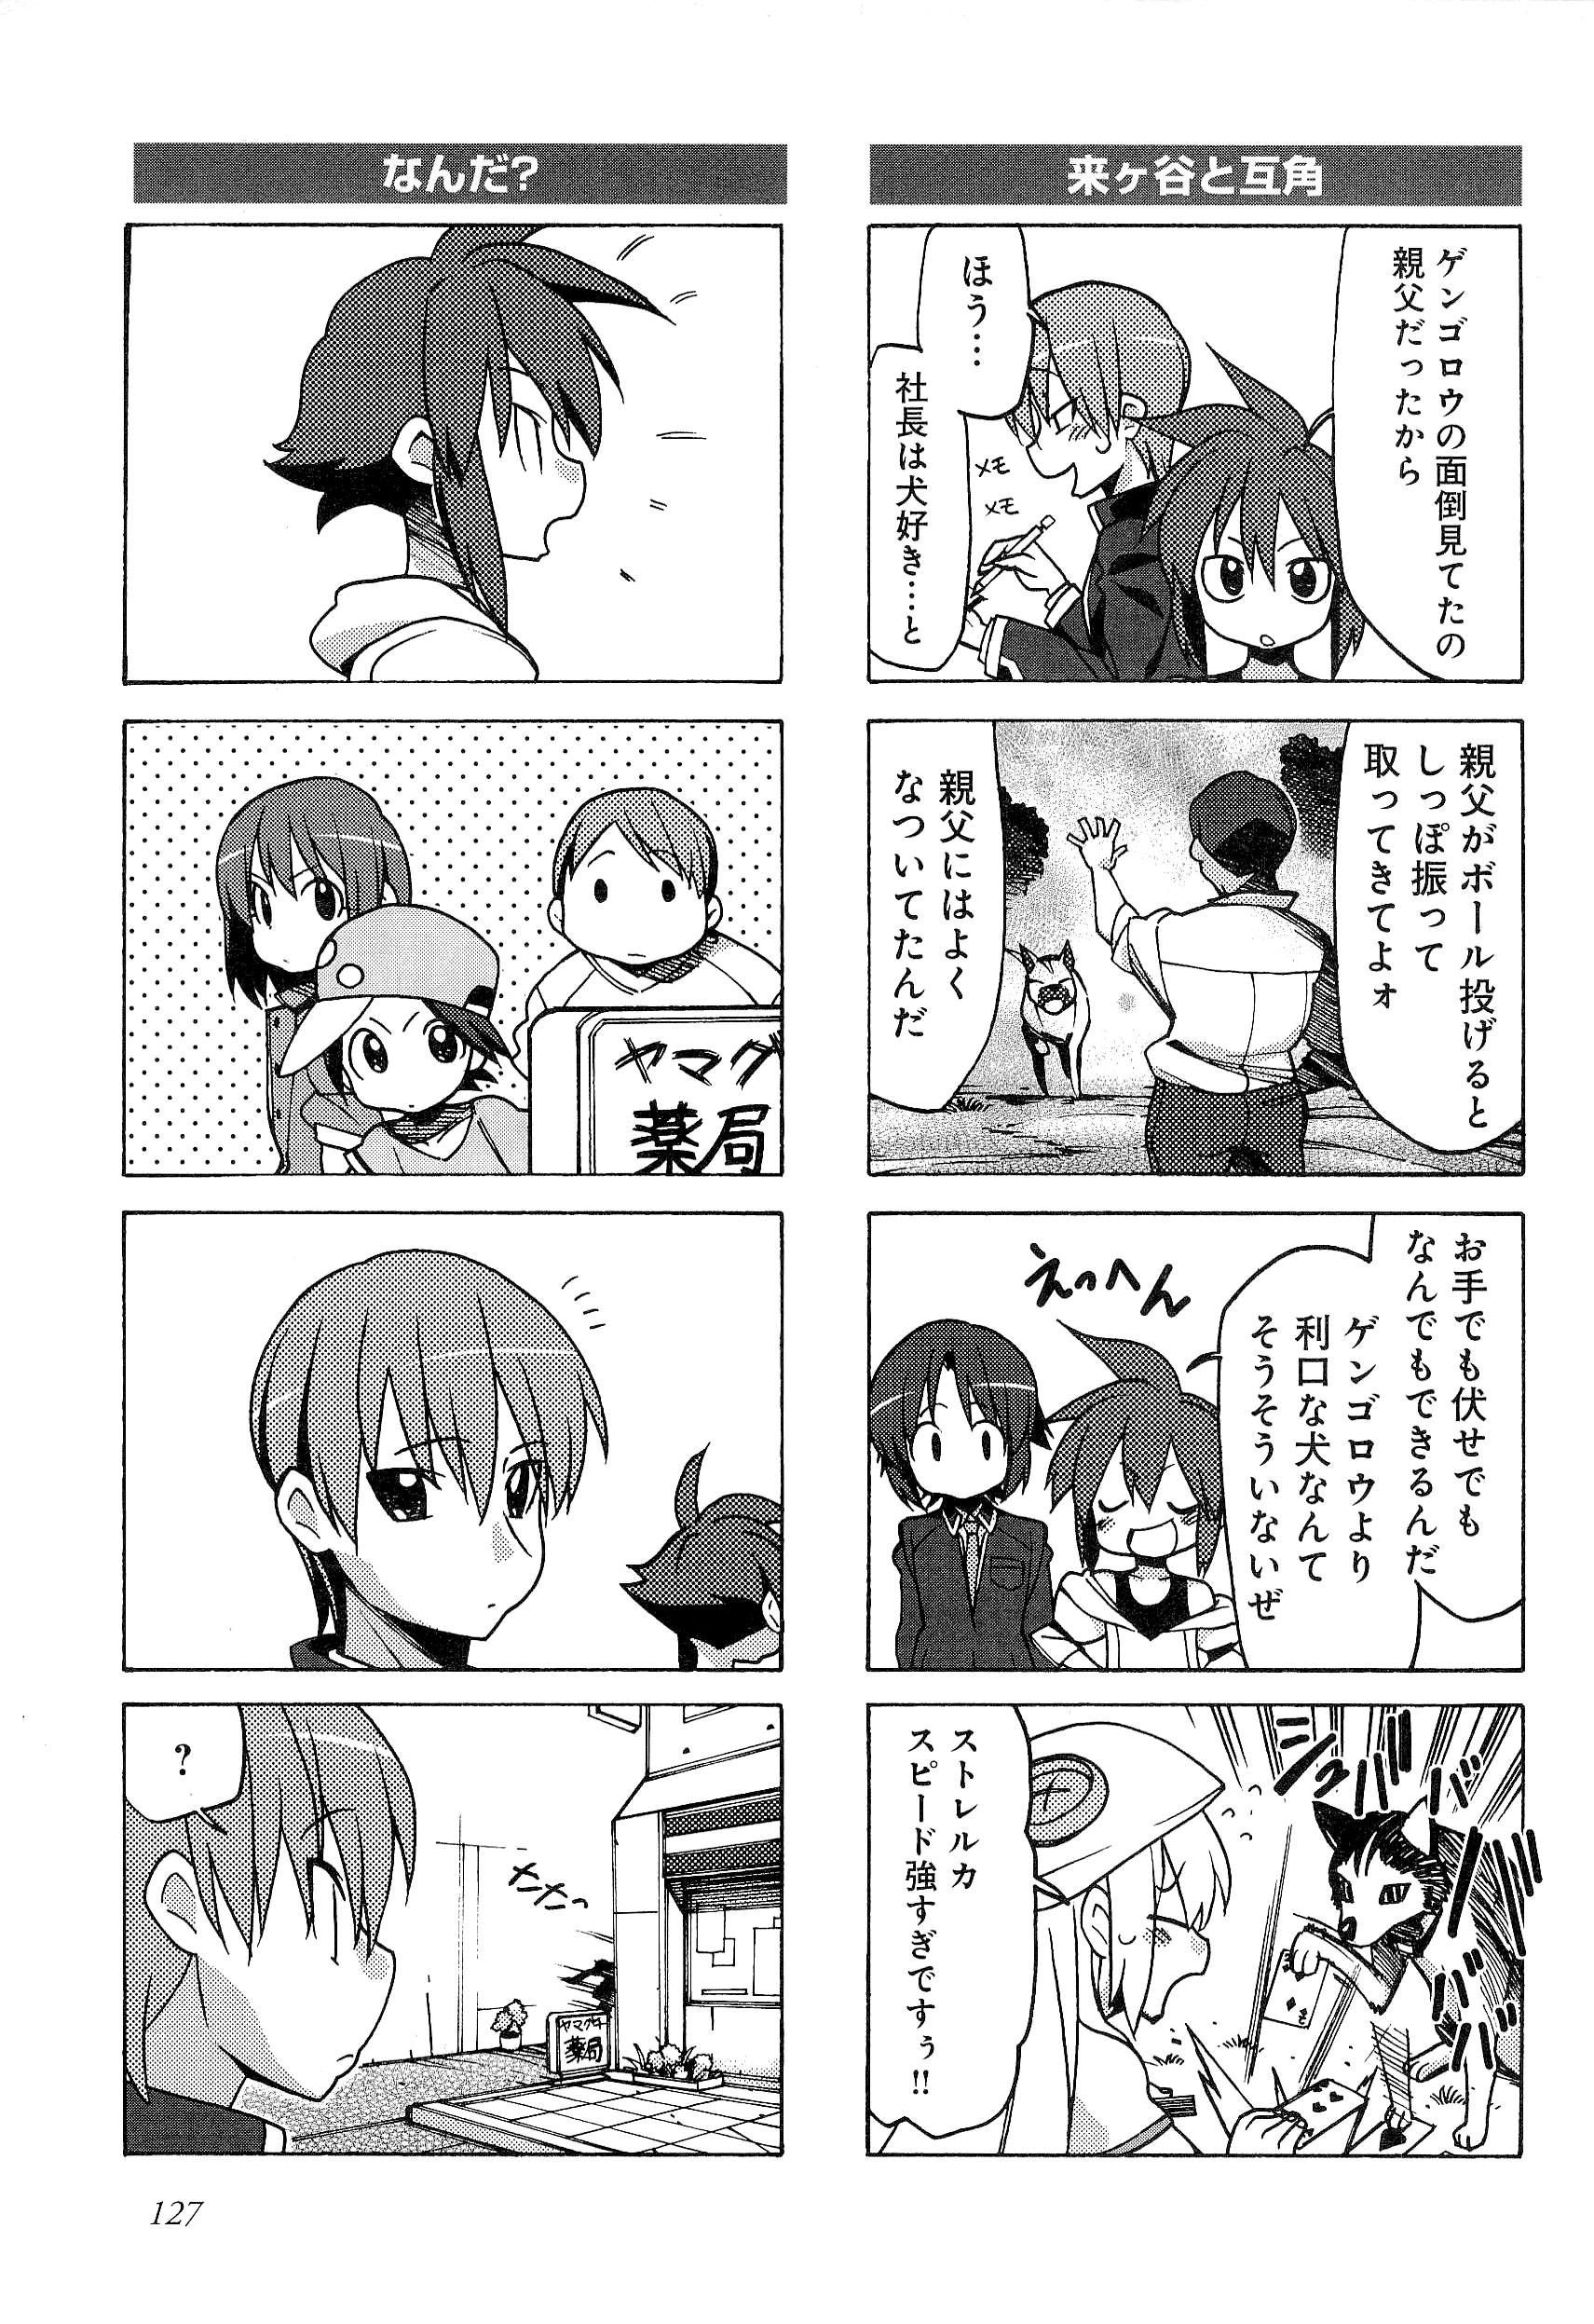 来ヶ谷と互角
ゲンゴロウの面倒見てたの
親父だったから
ほう…
メモ
メモ
社長は犬好き……と
親父がボール投げると
しっぽ振って
取ってきてよォ
親父にはよく
なついてたんだ
お手でも伏せでも
なんでもできるんだ
ゲンゴロウより
利口な犬なんて
そうそういないぜ
えっへん
バババババ
シュババッ
ストレルカ
スピード強すぎですぅ!!
なんだ?
ヤマグ
薬局
たたっ
ヤマグチ
薬局
?
127